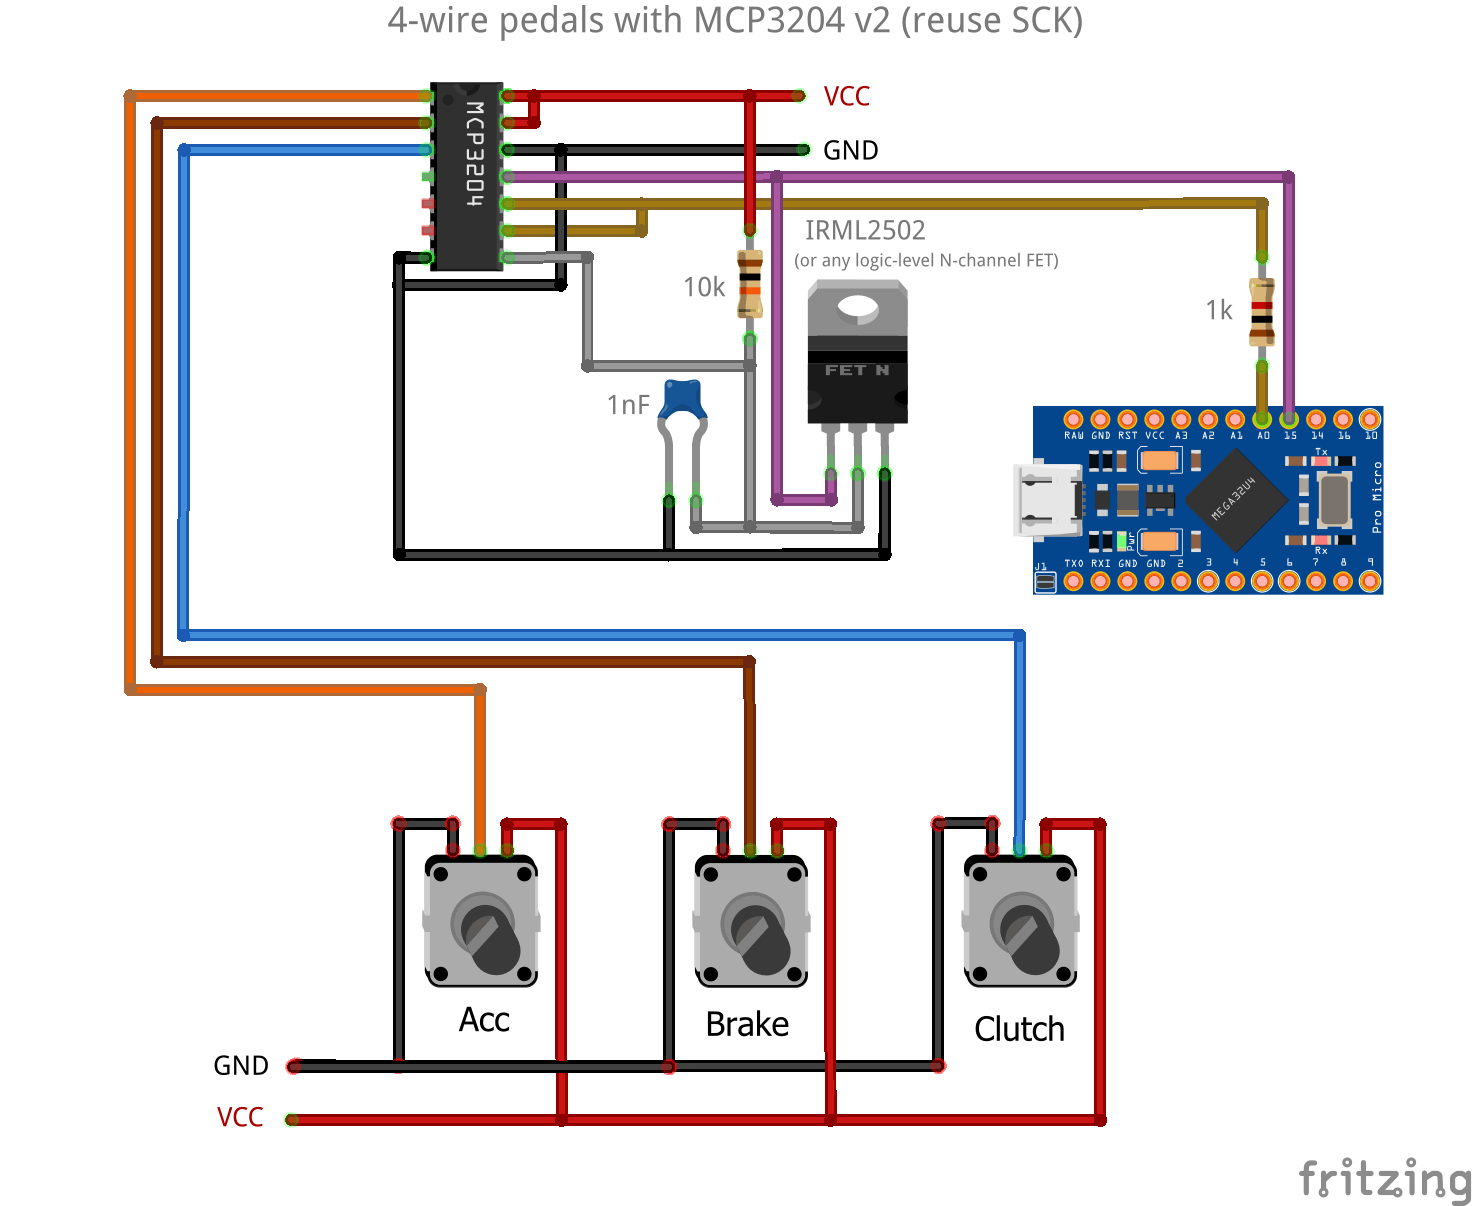 4-wire pedals with MCP3204 v2 (reuse SCK)
VCC
MCP3204
GND
IRML2502
(or any logic-level N-channel FET)
10k
1k
FET N
1nF
RAW GND RST VCC A3 A2 A1 A0 15 14 16 10
Tx
MEGA32U4
Pro Micro
Pwr
Rx
J1
TX0 RXI GND GND 2 3 4 5 6 7 8 9
Acc
Brake
Clutch
GND
VCC
fritzing